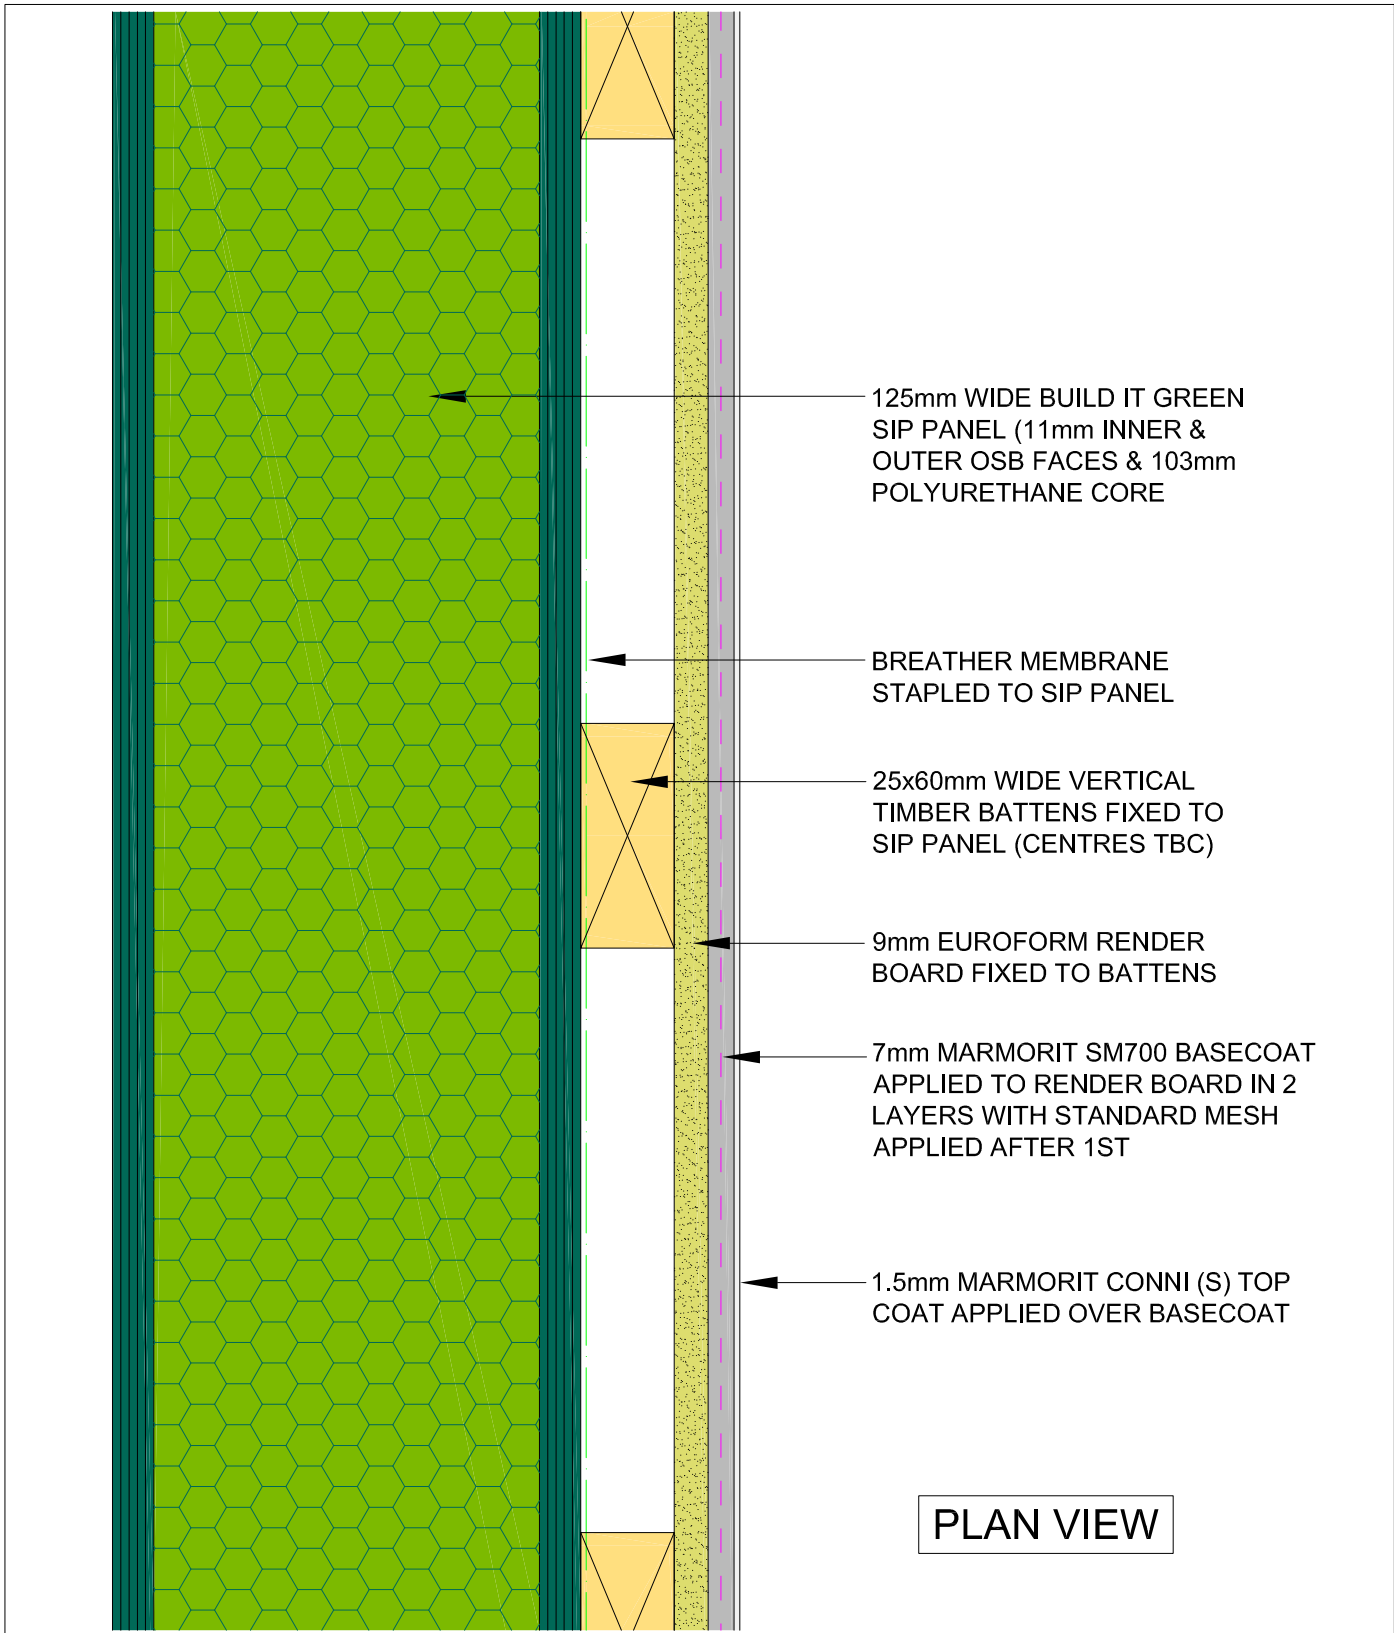 125mm WIDE BUILD IT GREEN
SIP PANEL (11mm INNER &
OUTER OSB FACES & 103mm
POLYURETHANE CORE
BREATHER MEMBRANE
STAPLED TO SIP PANEL
25x60mm WIDE VERTICAL
TIMBER BATTENS FIXED TO
SIP PANEL (CENTRES TBC)
9mm EUROFORM RENDER
BOARD FIXED TO BATTENS
7mm MARMORIT SM700 BASECOAT
APPLIED TO RENDER BOARD IN 2
LAYERS WITH STANDARD MESH
APPLIED AFTER 1ST
1.5mm MARMORIT CONNI (S) TOP
COAT APPLIED OVER BASECOAT
PLAN VIEW